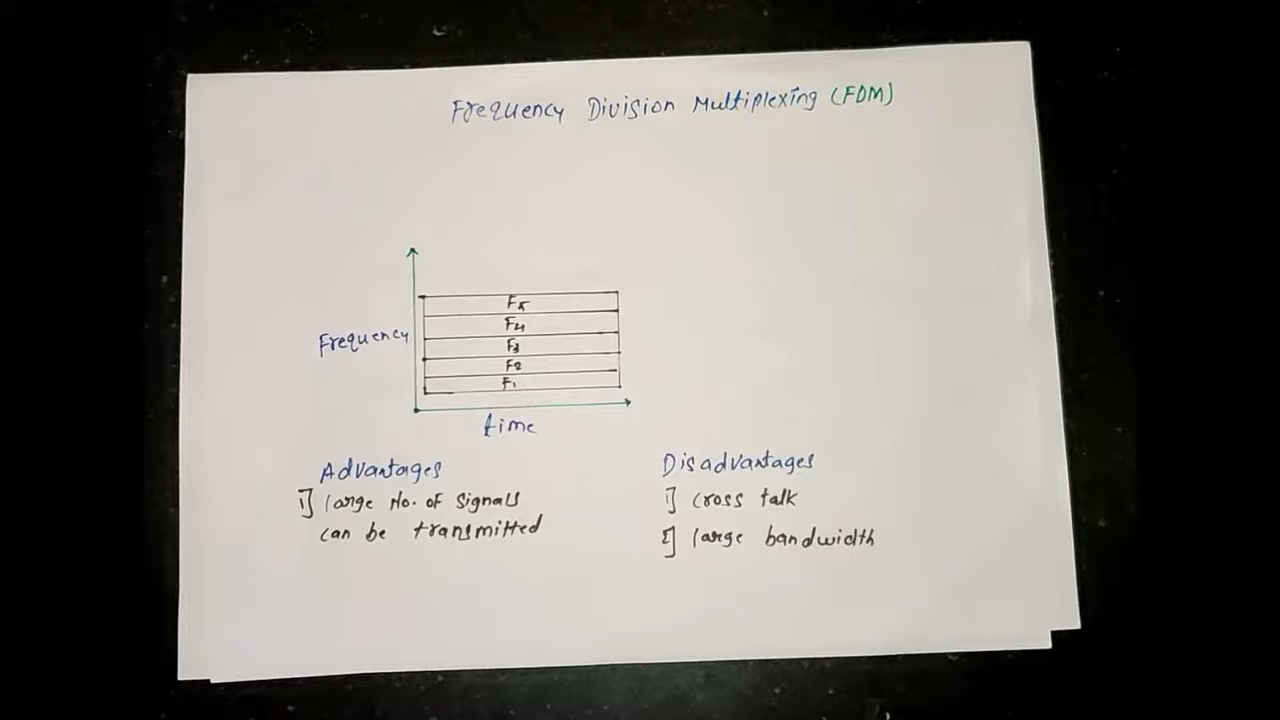 Frequency Division Multiplexing (FDM)
F5
F4
Frequency
F3
F2
F1
time
Advantages
1] large No. of signals
can be transmitted
Disadvantages
1] cross talk
2] large bandwidth